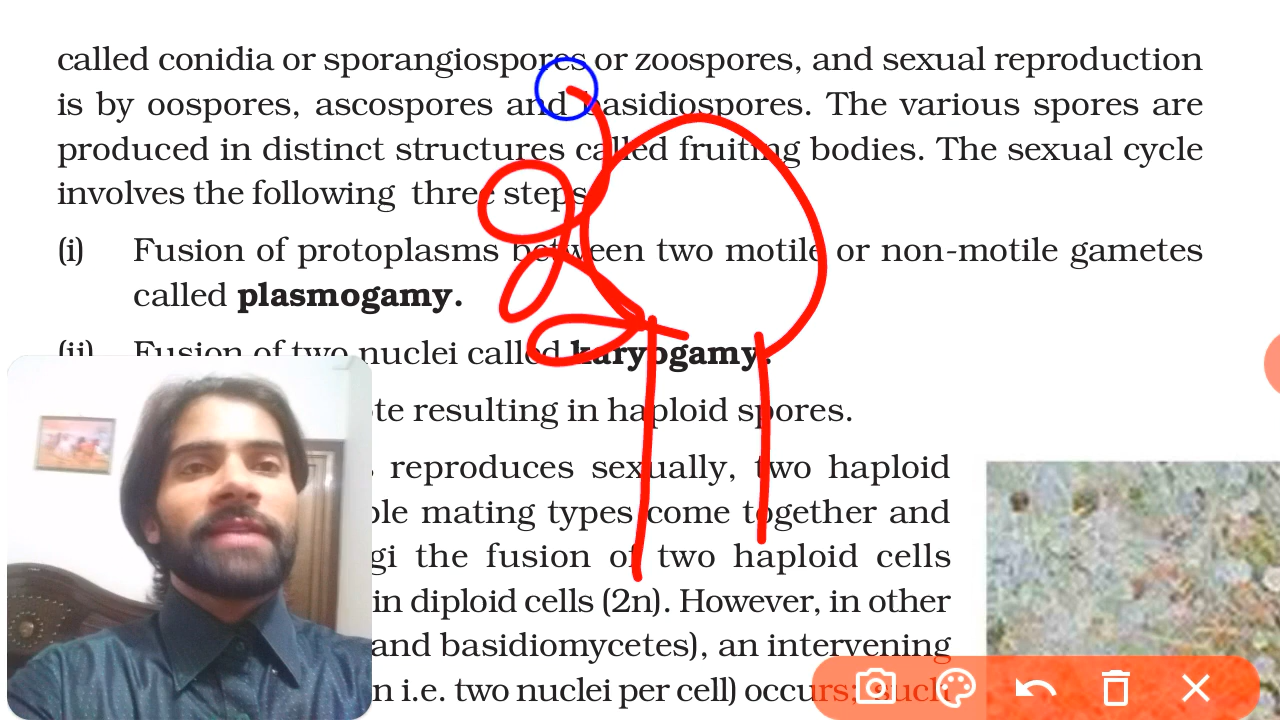 called conidia or sporangiospores or zoospores, and sexual reproduction
is by oospores, ascospores and basidiospores. The various spores are
produced in distinct structures called fruiting bodies. The sexual cycle
involves the following three steps
(i) Fusion of protoplasms between two motile or non-motile gametes
called plasmogamy.
(ii) Fusion of two nuclei called karyogamy.
resulting in haploid spores.
reproduces sexually, two haploid
mating types come together and
the fusion of two haploid cells
in diploid cells (2n). However, in other
and basidiomycetes), an intervening
i.e. two nuclei per cell) occurs; such